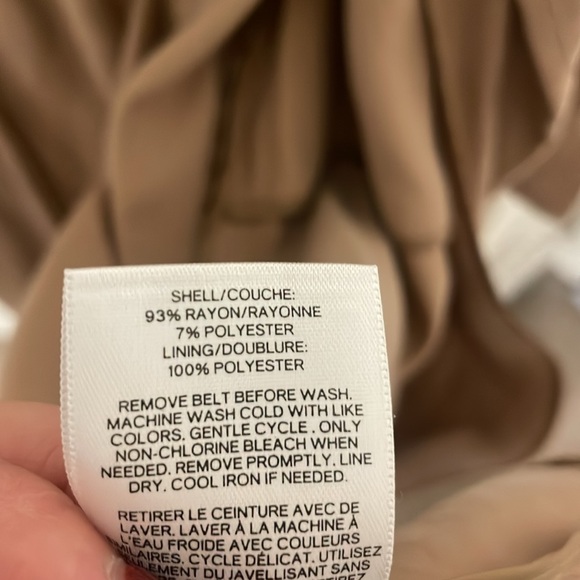 SHELL/COUCHE:
93% RAYON/RAYONNE
7% POLYESTER
LINING/DOUBLURE:
100% POLYESTER
REMOVE BELT BEFORE WASH.
MACHINE WASH COLD WITH LIKE
COLORS. GENTLE CYCLE . ONLY
NON-CHLORINE BLEACH WHEN
NEEDED. REMOVE PROMPTLY. LINE
DRY. COOL IRON IF NEEDED.
RETIRER LE CEINTURE AVEC DE
LAVER. LAVER À LA MACHINE À
L'EAU FROIDE AVEC COULEURS
CYCLE DÉLICAT. UTILISEZ
DU JAVELLISANT SANS